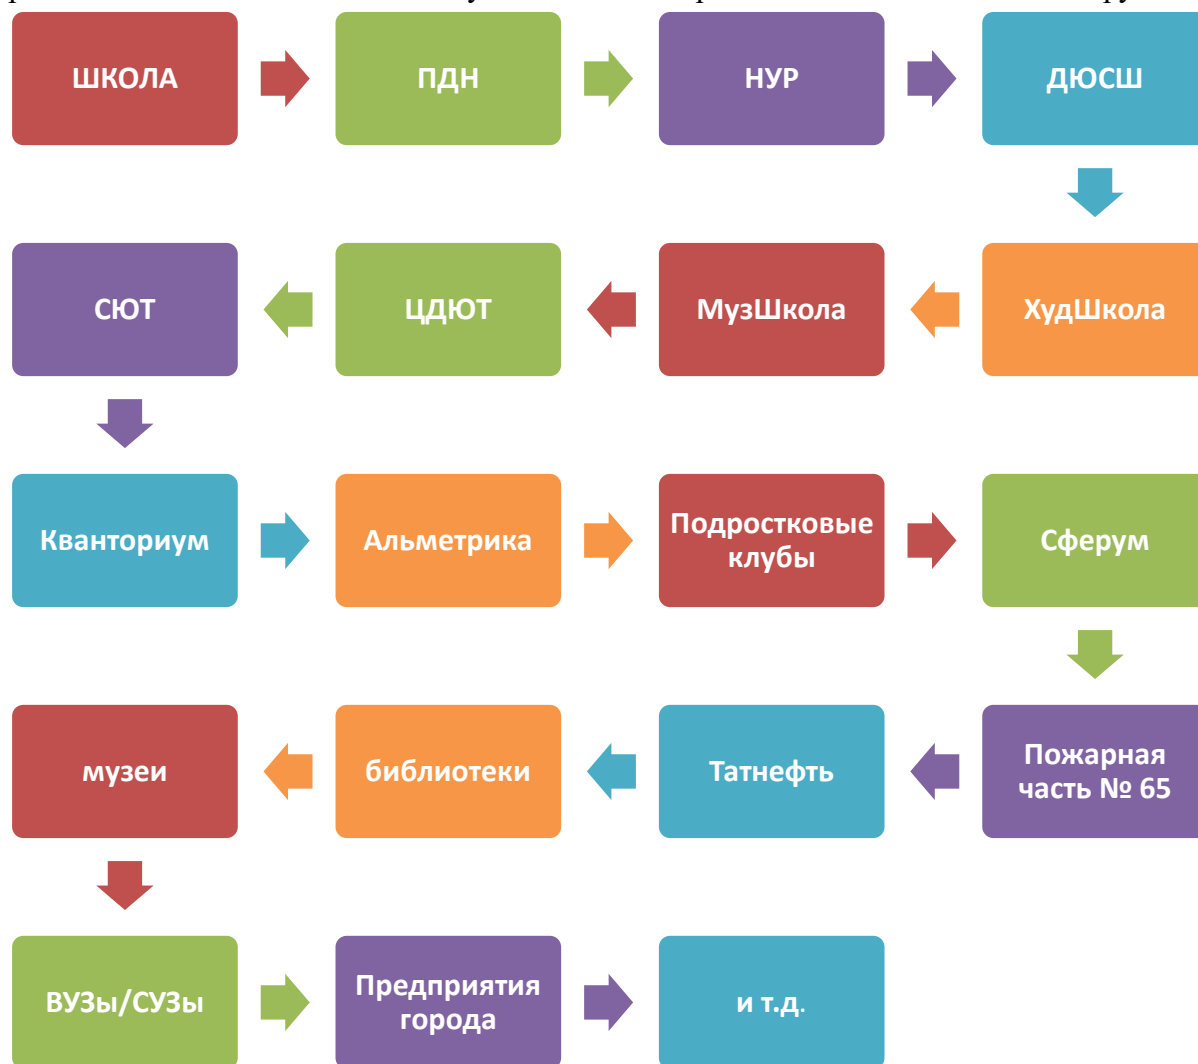 ШКОЛА
ПДН
НУР
ДЮСШ
СЮТ
ЦДЮТ
МузШкола
ХудШкола
Кванториум
Альметрика
Подростковые
клубы
Сферум
музеи
библиотеки
Татнефть
Пожарная
часть № 65
ВУЗы/СУЗы
Предприятия
города
и т.д.